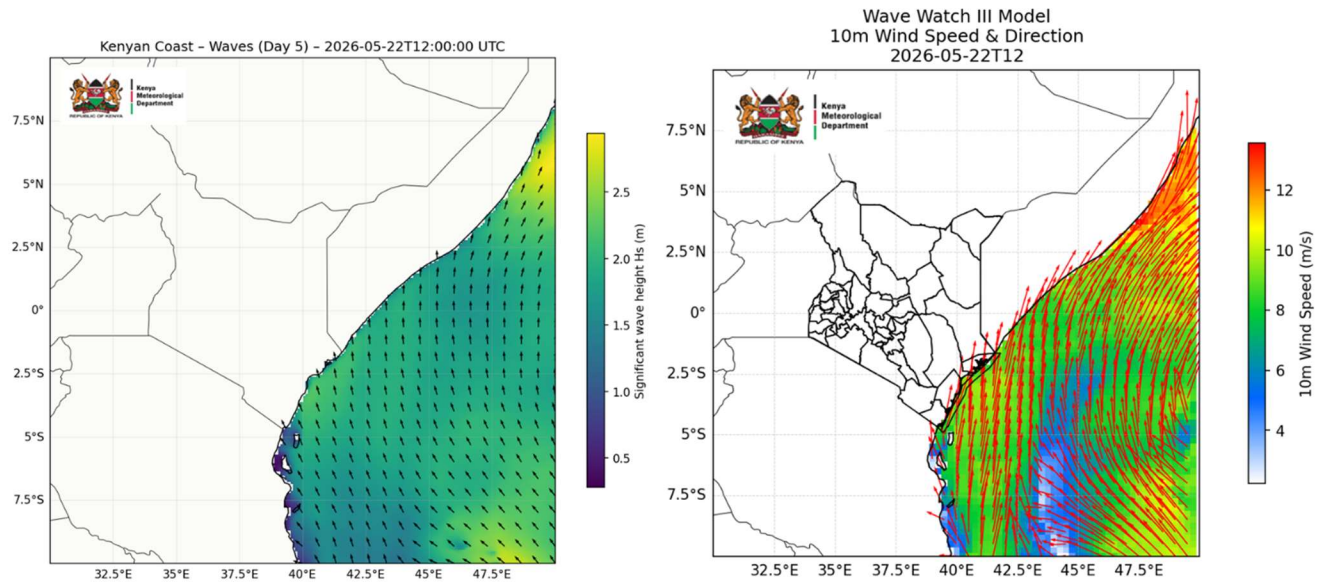 Kenyan Coast – Waves (Day 5) – 2026-05-22T12:00:00 UTC
Kenya
Meteorological
Department
REPUBLIC OF KENYA
7.5°N
5°N
2.5°N
0°
2.5°S
5°S
7.5°S
32.5°E 35°E 37.5°E 40°E 42.5°E 45°E 47.5°E
2.5
2.0
1.5
1.0
0.5
Significant wave height Hs (m)
Wave Watch III Model
10m Wind Speed & Direction
2026-05-22T12
Kenya
Meteorological
Department
REPUBLIC OF KENYA
7.5°N
5°N
2.5°N
0°
2.5°S
5°S
7.5°S
32.5°E 35°E 37.5°E 40°E 42.5°E 45°E 47.5°E
12
10
8
6
4
10m Wind Speed (m/s)